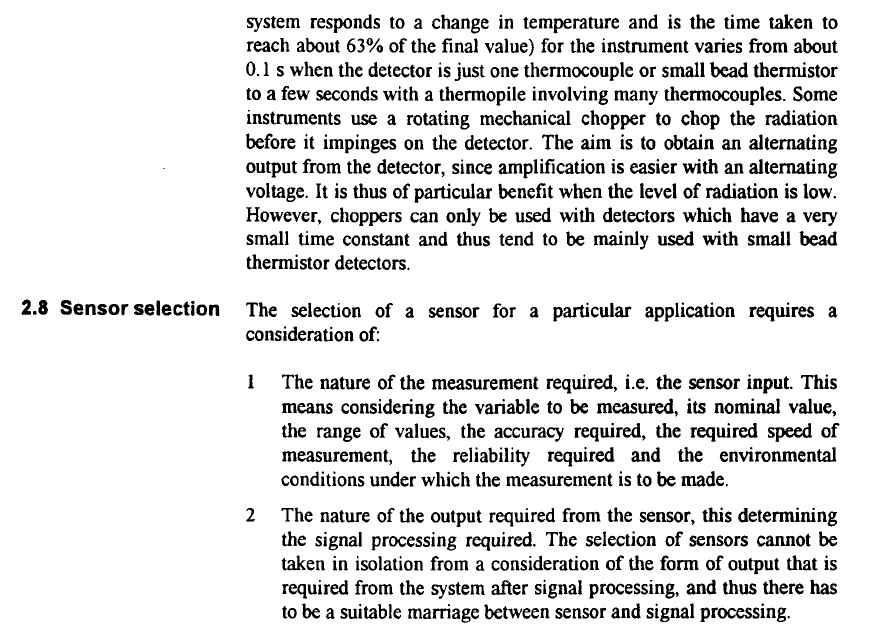 system responds to a change in temperature and is the time taken to
reach about 63% of the final value) for the instrument varies from about
0.1 s when the detector is just one thermocouple or small bead thermistor
to a few seconds with a thermopile involving many thermocouples. Some
instruments use a rotating mechanical chopper to chop the radiation
before it impinges on the detector. The aim is to obtain an alternating
output from the detector, since amplification is easier with an alternating
voltage. It is thus of particular benefit when the level of radiation is low.
However, choppers can only be used with detectors which have a very
small time constant and thus tend to be mainly used with small bead
thermistor detectors.
2.8 Sensor selection
The selection of a sensor for a particular application requires a
consideration of:
1 The nature of the measurement required, i.e. the sensor input. This
means considering the variable to be measured, its nominal value,
the range of values, the accuracy required, the required speed of
measurement, the reliability required and the environmental
conditions under which the measurement is to be made.
2 The nature of the output required from the sensor, this determining
the signal processing required. The selection of sensors cannot be
taken in isolation from a consideration of the form of output that is
required from the system after signal processing, and thus there has
to be a suitable marriage between sensor and signal processing.